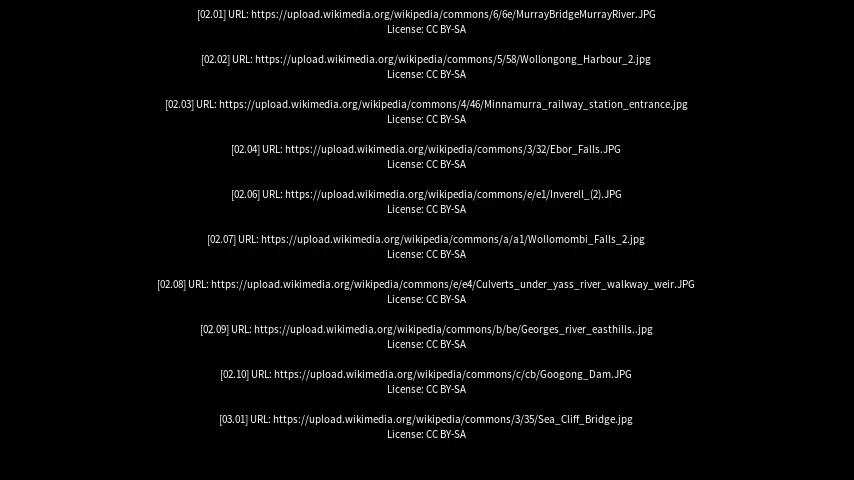 [02.01] URL: https://upload.wikimedia.org/wikipedia/commons/6/6e/MurrayBridgeMurrayRiver.JPG
License: CC BY-SA
[02.02] URL: https://upload.wikimedia.org/wikipedia/commons/5/58/Wollongong_Harbour_2.jpg
License: CC BY-SA
[02.03] URL: https://upload.wikimedia.org/wikipedia/commons/4/46/Minnamurra_railway_station_entrance.jpg
License: CC BY-SA
[02.04] URL: https://upload.wikimedia.org/wikipedia/commons/3/32/Ebor_Falls.JPG
License: CC BY-SA
[02.06] URL: https://upload.wikimedia.org/wikipedia/commons/e/e1/Inverell_(2).JPG
License: CC BY-SA
[02.07] URL: https://upload.wikimedia.org/wikipedia/commons/a/a1/Wollomombi_Falls_2.jpg
License: CC BY-SA
[02.08] URL: https://upload.wikimedia.org/wikipedia/commons/e/e4/Culverts_under_yass_river_walkway_weir.JPG
License: CC BY-SA
[02.09] URL: https://upload.wikimedia.org/wikipedia/commons/b/be/Georges_river_easthills..jpg
License: CC BY-SA
[02.10] URL: https://upload.wikimedia.org/wikipedia/commons/c/cb/Googong_Dam.JPG
License: CC BY-SA
[03.01] URL: https://upload.wikimedia.org/wikipedia/commons/3/35/Sea_Cliff_Bridge.jpg
License: CC BY-SA